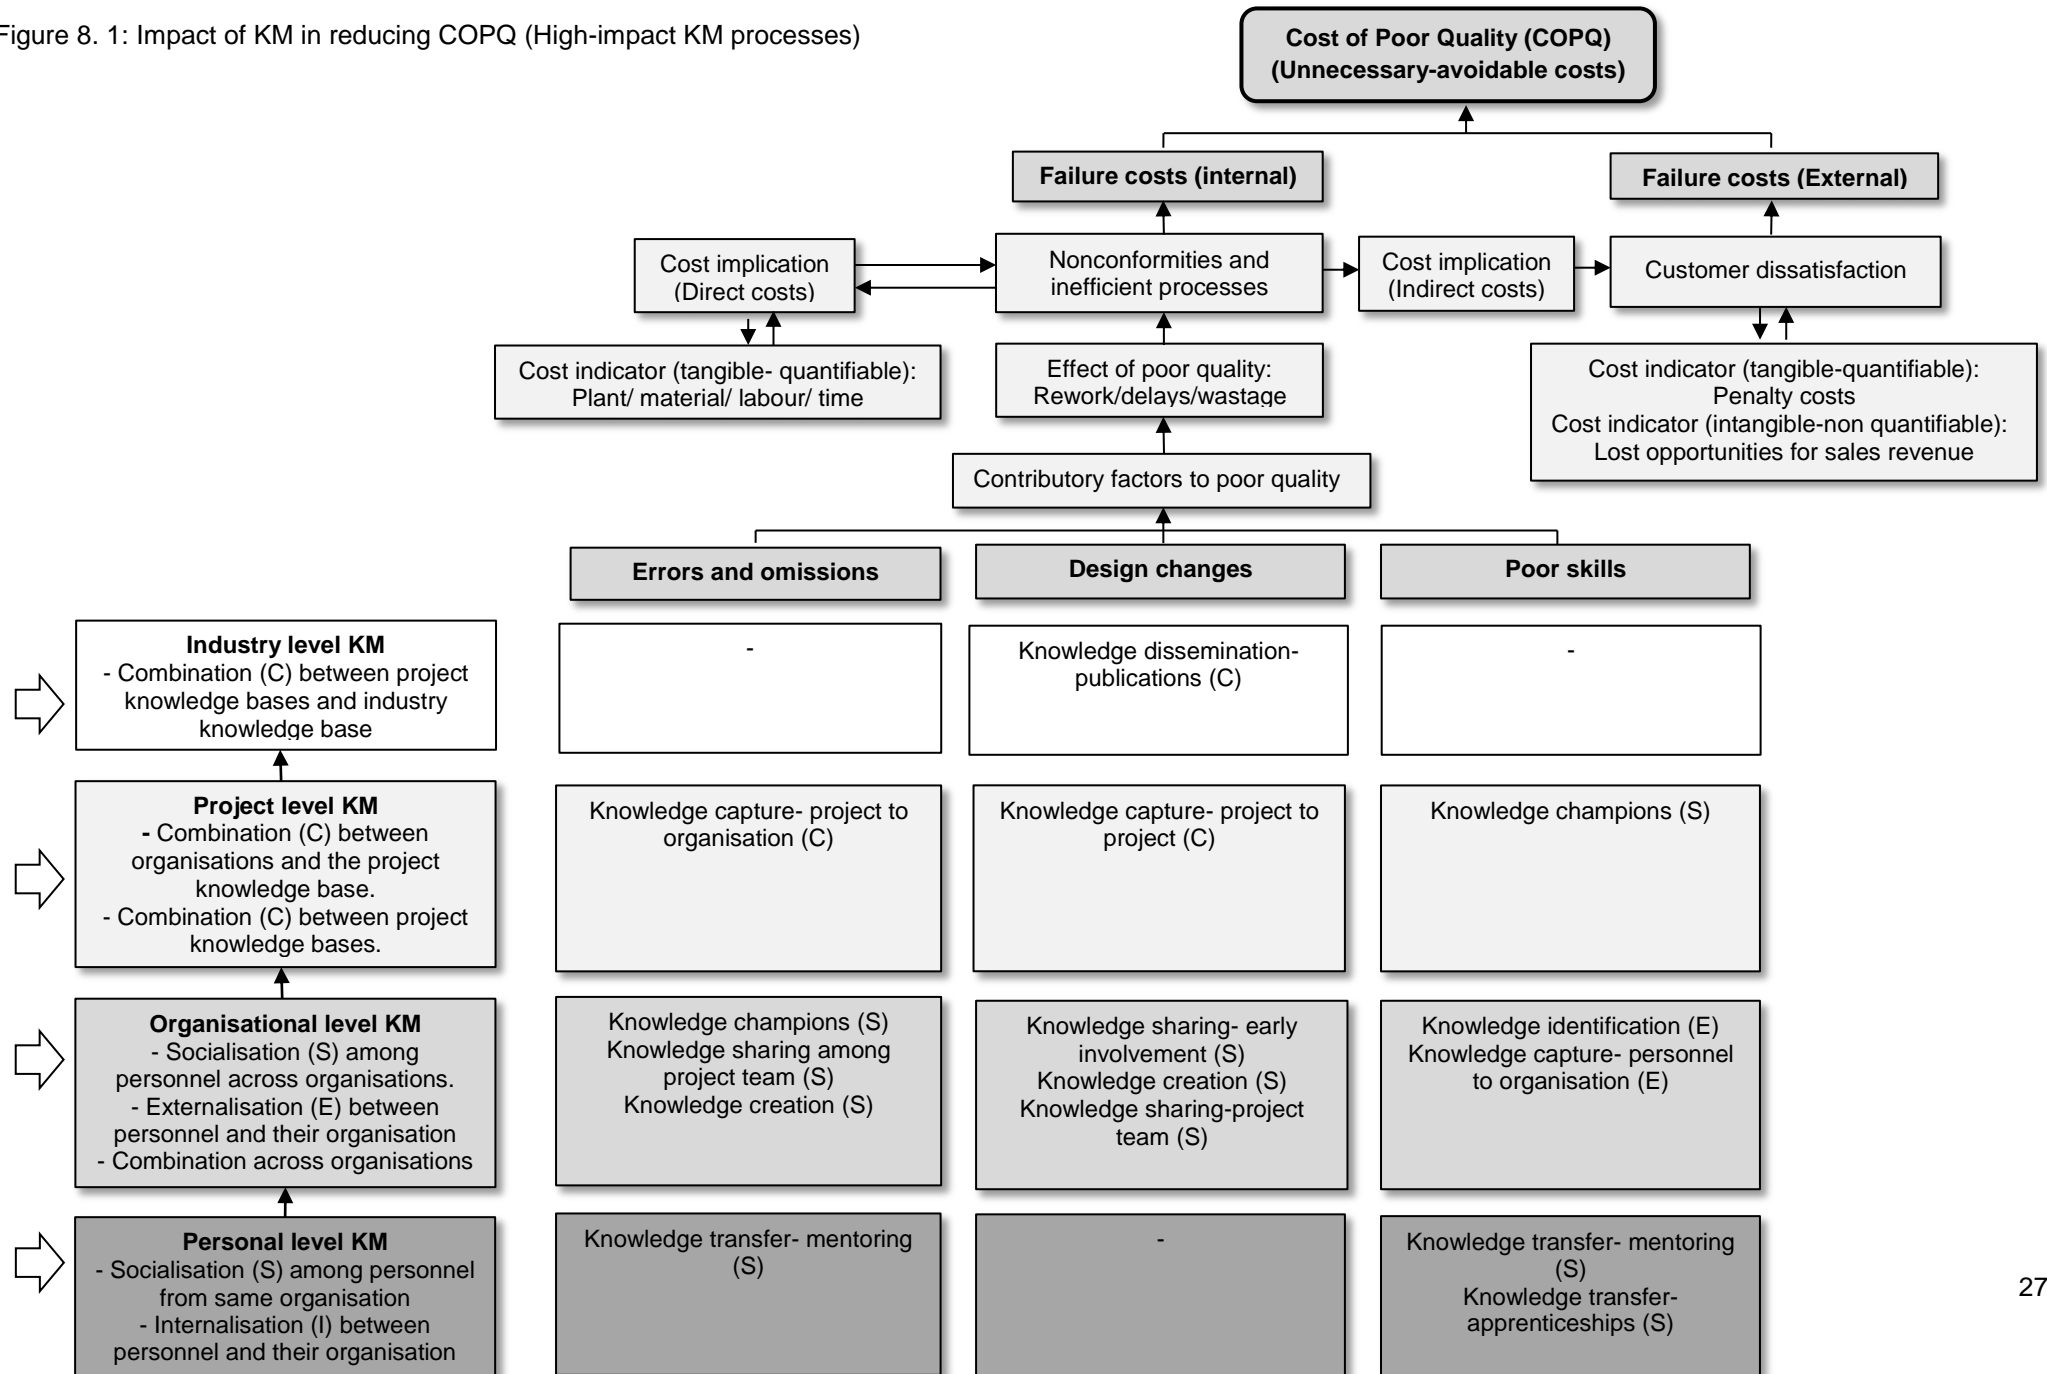 Figure 8. 1: Impact of KM in reducing COPQ (High-impact KM processes)
Cost of Poor Quality (COPQ)
(Unnecessary-avoidable costs)
Failure costs (internal)
Failure costs (External)
Cost implication
(Direct costs)
Nonconformities and
inefficient processes
Cost implication
(Indirect costs)
Customer dissatisfaction
Cost indicator (tangible- quantifiable):
Plant/ material/ labour/ time
Effect of poor quality:
Rework/delays/wastage
Cost indicator (tangible-quantifiable):
Penalty costs
Cost indicator (intangible-non quantifiable):
Lost opportunities for sales revenue
Contributory factors to poor quality
Errors and omissions
Design changes
Poor skills
Industry level KM
- Combination (C) between project
knowledge bases and industry
knowledge base
-
Knowledge dissemination-
publications (C)
-
Project level KM
- Combination (C) between
organisations and the project
knowledge base.
- Combination (C) between project
knowledge bases.
Knowledge capture- project to
organisation (C)
Knowledge capture- project to
project (C)
Knowledge champions (S)
Organisational level KM
- Socialisation (S) among
personnel across organisations.
- Externalisation (E) between
personnel and their organisation
- Combination across organisations
Knowledge champions (S)
Knowledge sharing among
project team (S)
Knowledge creation (S)
Knowledge sharing- early
involvement (S)
Knowledge creation (S)
Knowledge sharing-project
team (S)
Knowledge identification (E)
Knowledge capture- personnel
to organisation (E)
Personal level KM
- Socialisation (S) among personnel
from same organisation
- Internalisation (I) between
personnel and their organisation
Knowledge transfer- mentoring
(S)
-
Knowledge transfer- mentoring
(S)
Knowledge transfer-
apprenticeships (S)
27